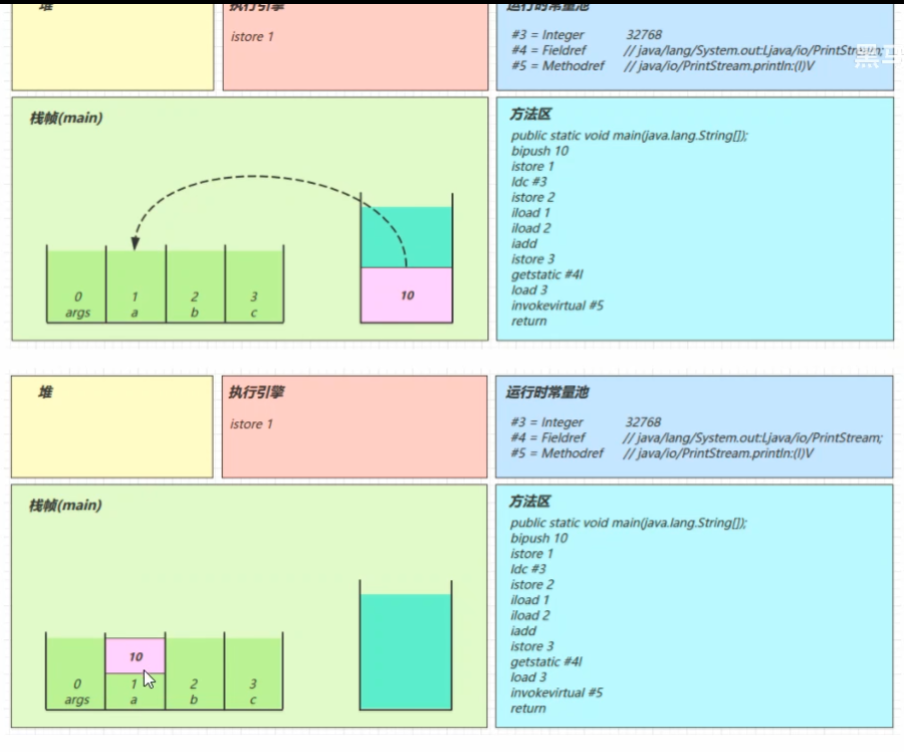 堆
执行引擎
istore 1
运行时常量池
#3 = Integer 32768
#4 = Fieldref // java/lang/System.out:Ljava/io/PrintStream;
#5 = Methodref // java/io/PrintStream.println:(I)V
黑马
栈帧(main)
10
0 1 2 3
args a b c
方法区
public static void main(java.lang.String[]);
bipush 10
istore 1
ldc #3
istore 2
iload 1
iload 2
iadd
istore 3
getstatic #4l
load 3
invokevirtual #5
return
堆
执行引擎
istore 1
运行时常量池
#3 = Integer 32768
#4 = Fieldref // java/lang/System.out:Ljava/io/PrintStream;
#5 = Methodref // java/io/PrintStream.println:(I)V
栈帧(main)
10
0 1 2 3
args a b c
方法区
public static void main(java.lang.String[]);
bipush 10
istore 1
ldc #3
istore 2
iload 1
iload 2
iadd
istore 3
getstatic #4l
load 3
invokevirtual #5
return